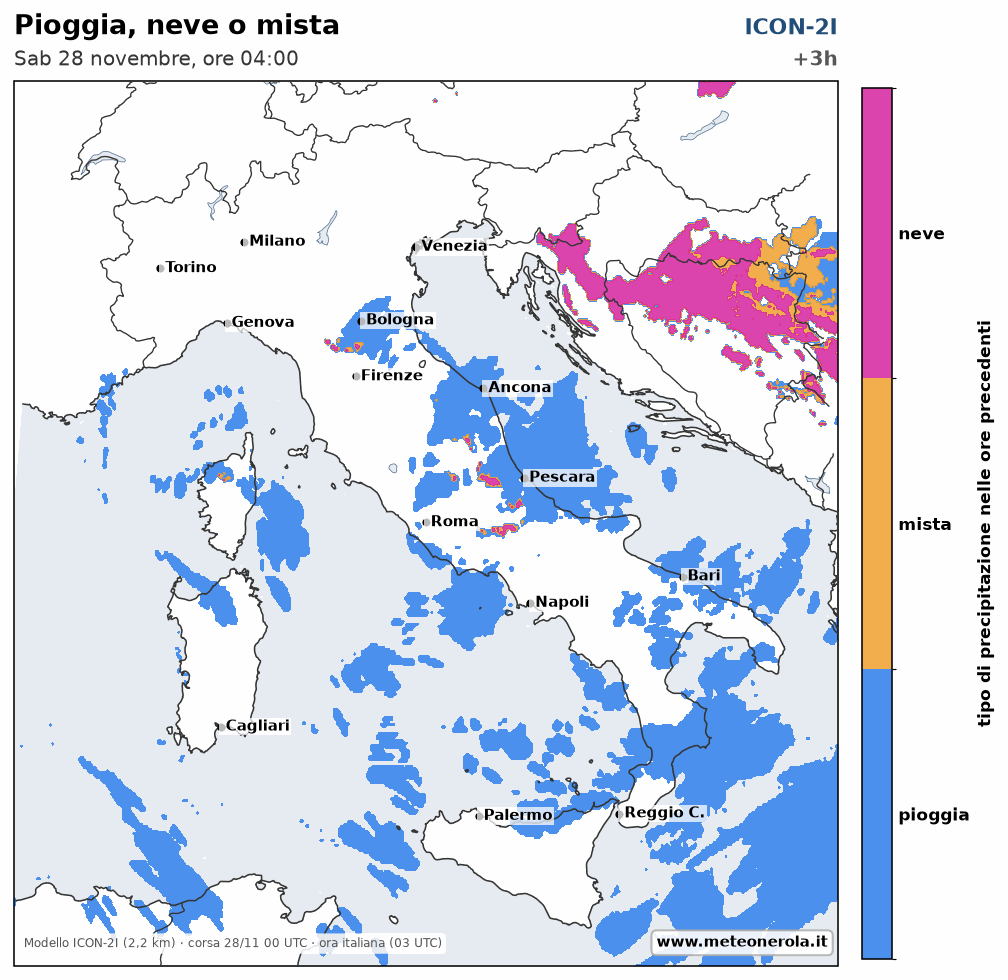 Pioggia, neve o mista
ICON-2I
Sab 28 novembre, ore 04:00
+3h
neve
mista
pioggia
tipo di precipitazione nelle ore precedenti
Milano
Venezia
Torino
Genova
Bologna
Firenze
Ancona
Pescara
Roma
Bari
Napoli
Cagliari
Palermo
Reggio C.
Modello ICON-2I (2,2 km) · corsa 28/11 00 UTC · ora italiana (03 UTC)
www.meteonerola.it